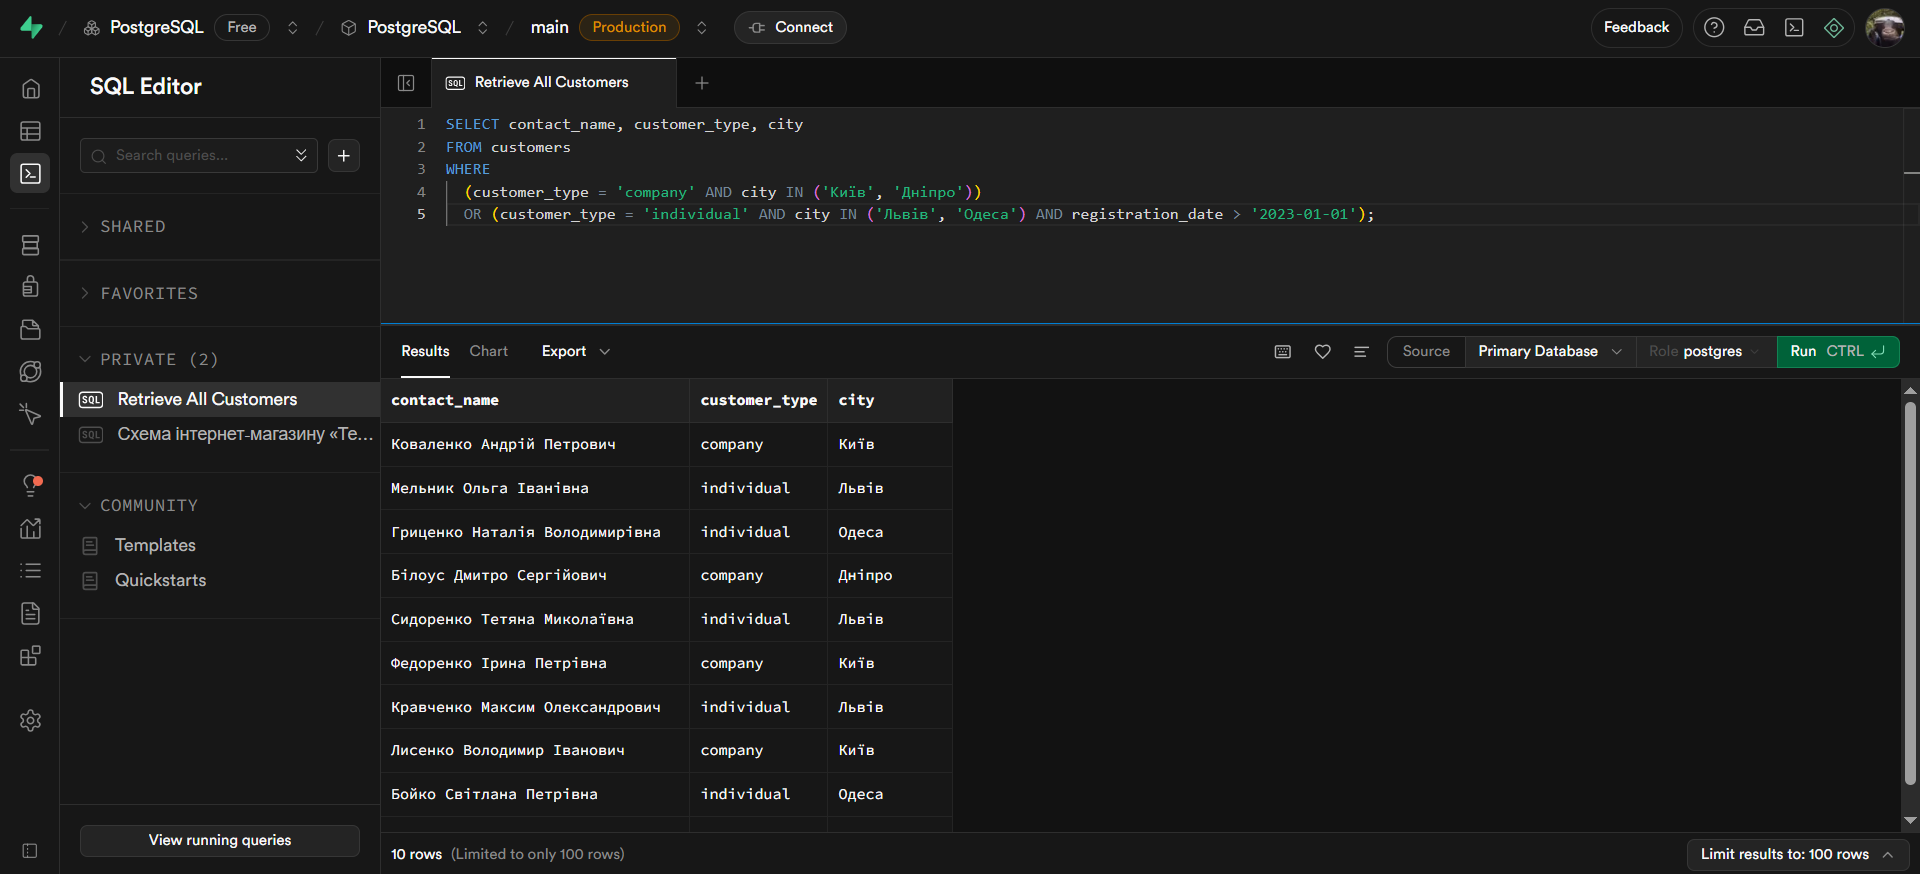 PostgreSQL Free / PostgreSQL / main Production Connect Feedback
SQL Editor
Retrieve All Customers
Search queries...
SHARED
FAVORITES
PRIVATE (2)
SQL Retrieve All Customers
SQL Схема інтернет-магазину «Те...
COMMUNITY
Templates
Quickstarts
View running queries
1 SELECT contact_name, customer_type, city
2 FROM customers
3 WHERE
4 (customer_type = 'company' AND city IN ('Київ', 'Дніпро'))
5 OR (customer_type = 'individual' AND city IN ('Львів', 'Одеса') AND registration_date > '2023-01-01');
Results Chart Export Source Primary Database Role postgres Run CTRL
contact_name customer_type city
Коваленко Андрій Петрович company Київ
Мельник Ольга Іванівна individual Львів
Гриценко Наталія Володимирівна individual Одеса
Білоус Дмитро Сергійович company Дніпро
Сидоренко Тетяна Миколаївна individual Львів
Федоренко Ірина Петрівна company Київ
Кравченко Максим Олександрович individual Львів
Лисенко Володимир Іванович company Київ
Бойко Світлана Петрівна individual Одеса
10 rows (Limited to only 100 rows) Limit results to: 100 rows